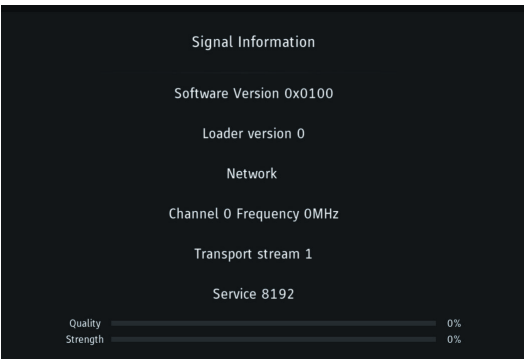 Signal Information
Software Version 0x0100
Loader version 0
Network
Channel 0 Frequency 0MHz
Transport stream 1
Service 8192
Quality 0%
Strength 0%